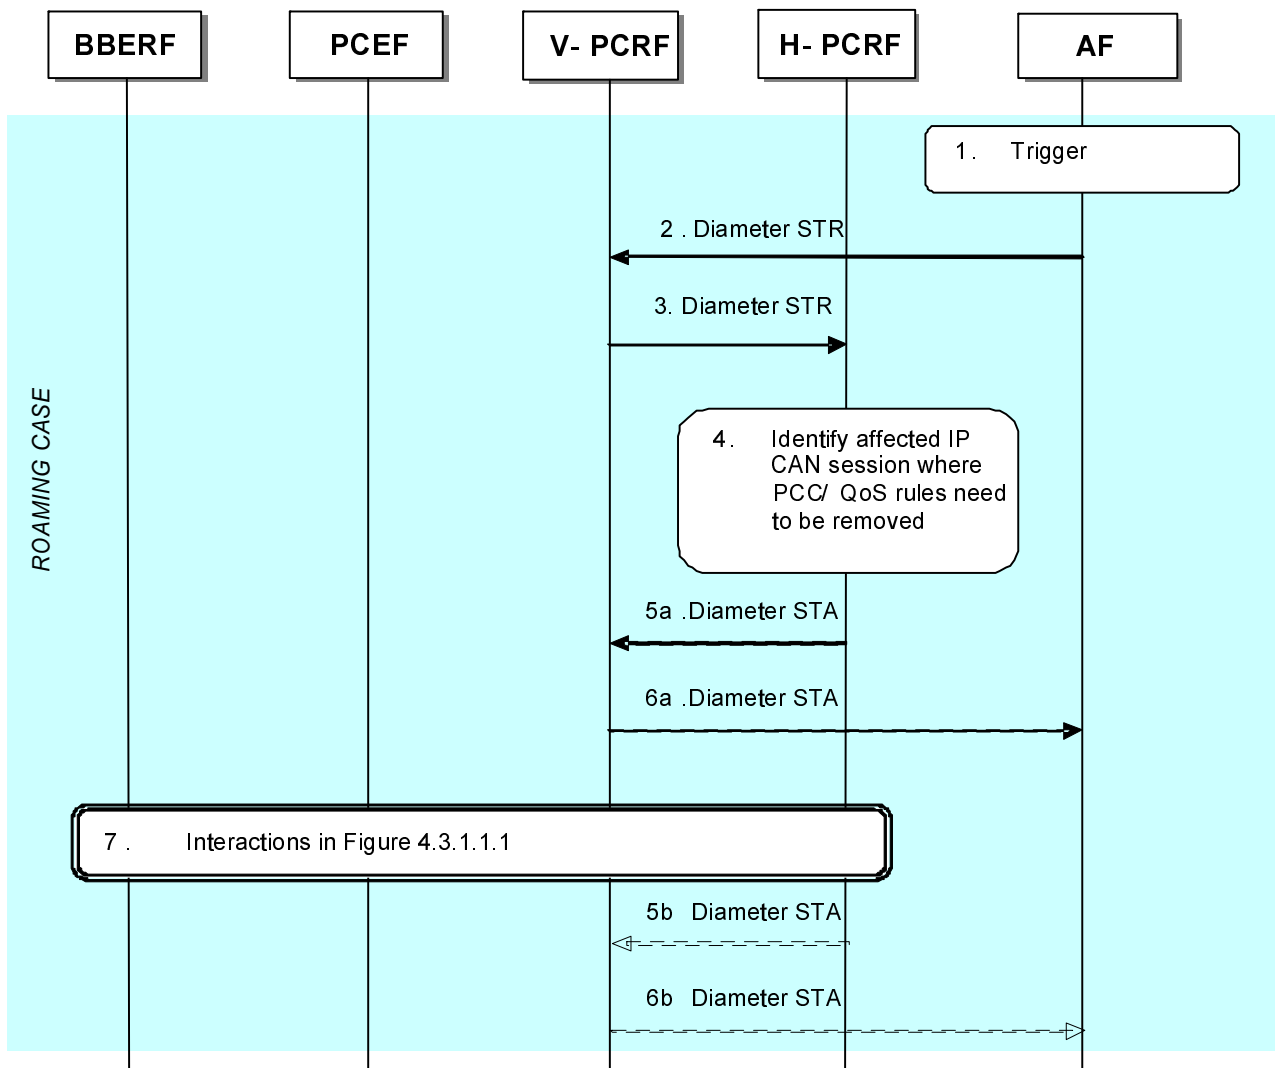 BBERF
PCEF
V- PCRF
H- PCRF
AF
1. Trigger
2 . Diameter STR
3. Diameter STR
ROAMING CASE
4. Identify affected IP
CAN session where
PCC/ QoS rules need
to be removed
5a .Diameter STA
6a .Diameter STA
7 . Interactions in Figure 4.3.1.1.1
5b Diameter STA
6b Diameter STA